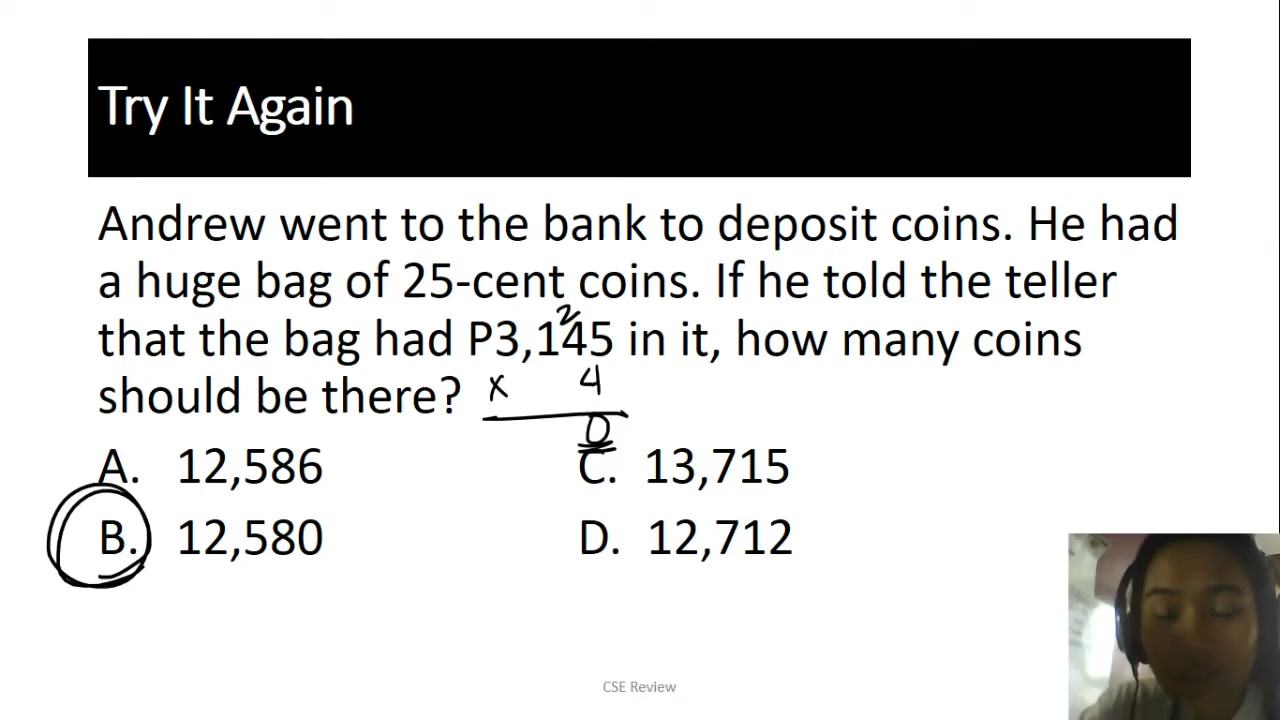 Try It Again
Andrew went to the bank to deposit coins. He had
a huge bag of 25-cent coins. If he told the teller
2
that the bag had P3,145 in it, how many coins
should be there? x 4
0
A. 12,586 C. 13,715
B. 12,580 D. 12,712
CSE Review